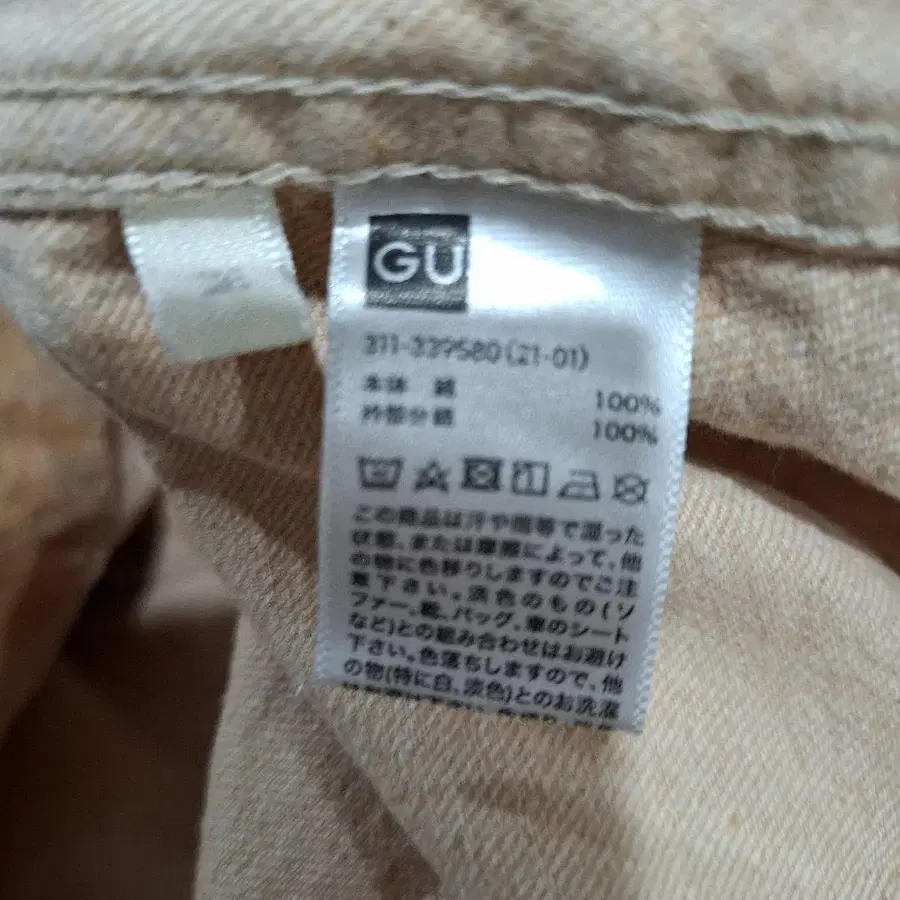 GU
311-339580(21-01)
本体 綿 100%
衿部分綿 100%
この商品は汗や雨等で湿った
状態、または摩擦によって、他
の物に色移りしますのでご注
意下さい。淡色のもの(ソ
ファー、靴、バッグ、車のシート
など)との組み合わせはお避け
下さい。色落ちしますので、他
の物(特に白、淡色)とのお洗濯